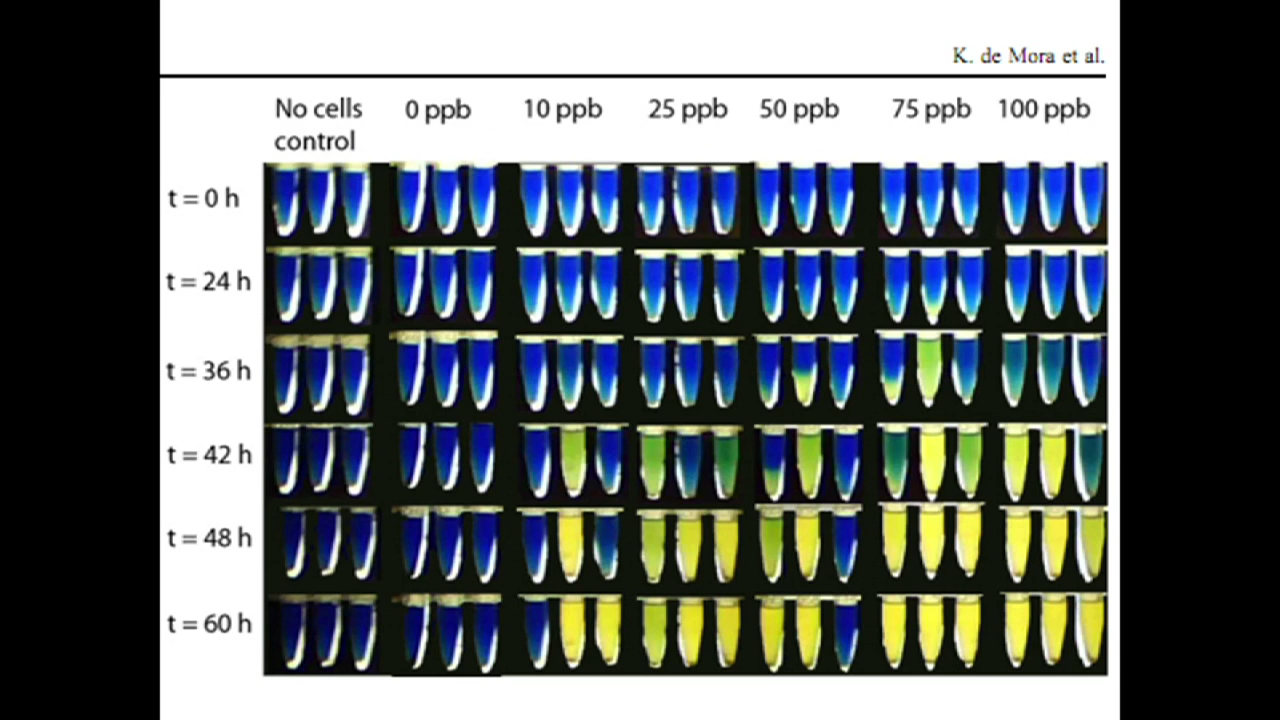 K. de Mora et al.
No cells control 0 ppb 10 ppb 25 ppb 50 ppb 75 ppb 100 ppb
t = 0 h
t = 24 h
t = 36 h
t = 42 h
t = 48 h
t = 60 h